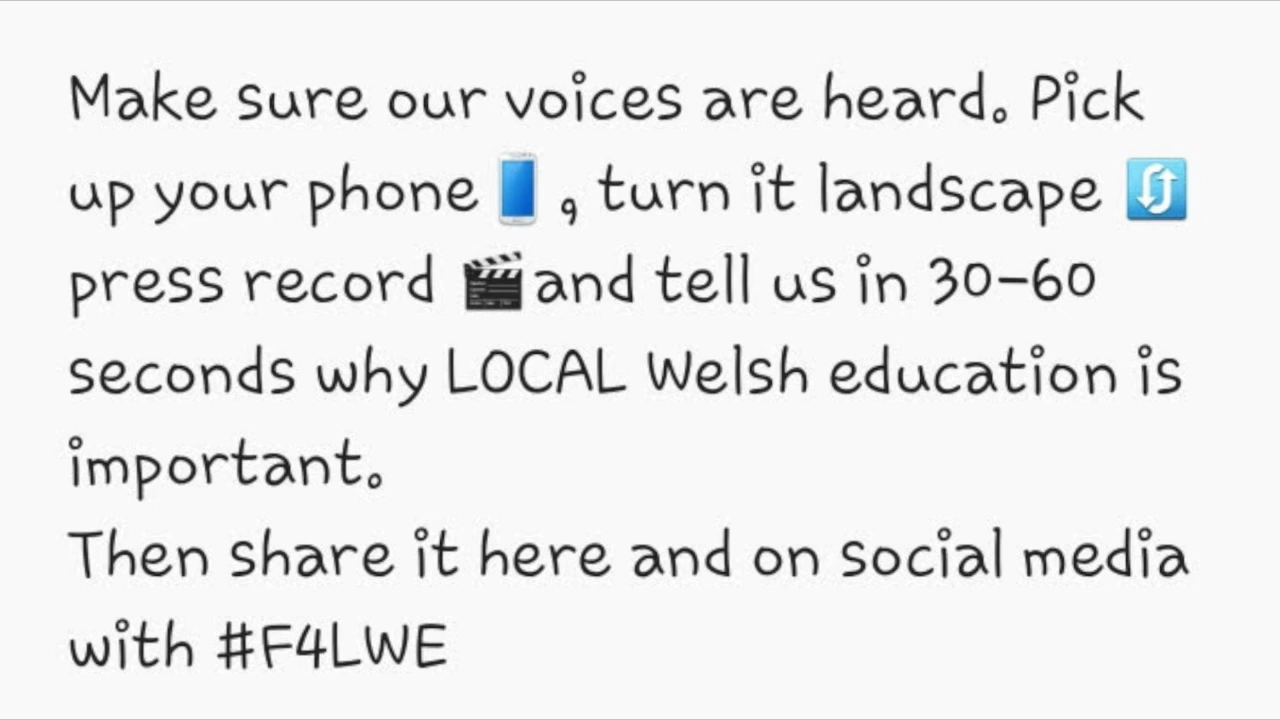 Make sure our voices are heard. Pick
up your phone📱, turn it landscape 🔃
press record 🎬and tell us in 30-60
seconds why LOCAL Welsh education is
important.
Then share it here and on social media
with #F4LWE